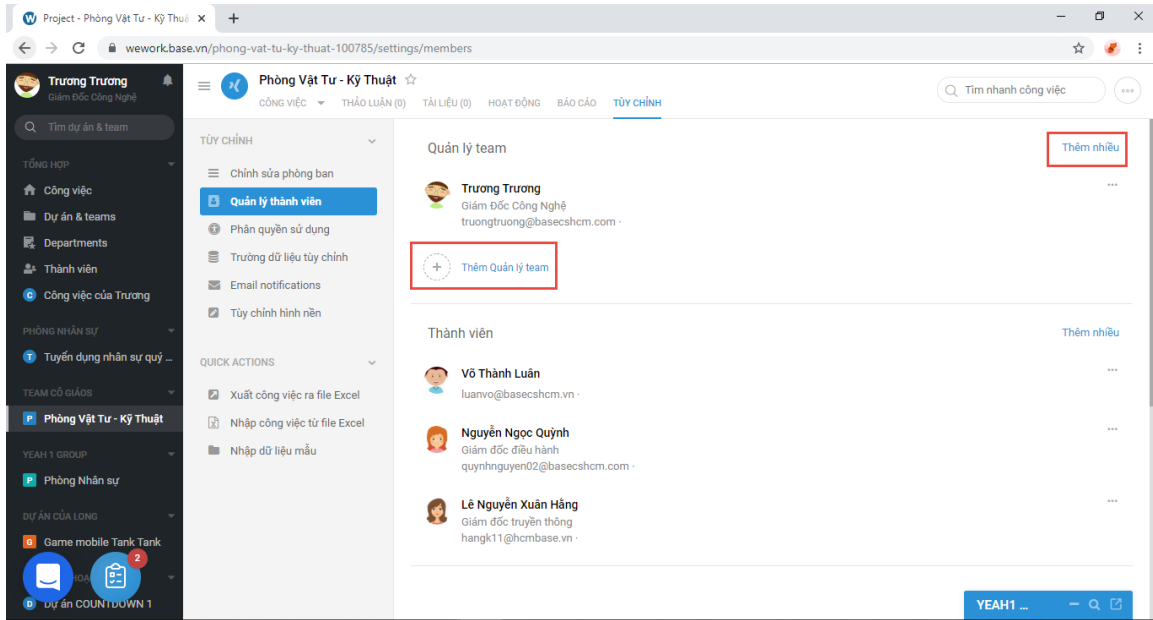 Project - Phòng Vật Tư - Kỹ Thuậ
wework.base.vn/phong-vat-tu-ky-thuat-100785/settings/members
Trương Trương
Giám Đốc Công Nghệ
Tìm dự án & team
TỔNG HỢP
Công việc
Dự án & teams
Departments
Thành viên
C Công việc của Trương
PHÒNG NHÂN SỰ
T Tuyển dụng nhân sự quý ...
TEAM CÔ GIÁOS
P Phòng Vật Tư - Kỹ Thuật
YEAH 1 GROUP
P Phòng Nhân sự
DỰ ÁN CỦA LONG
G Game mobile Tank Tank
2
D Dự án COUNTDOWN 1
Phòng Vật Tư - Kỹ Thuật
CÔNG VIỆC THẢO LUẬN (0) TÀI LIỆU (0) HOẠT ĐỘNG BÁO CÁO TÙY CHỈNH
Tìm nhanh công việc
TÙY CHỈNH
Chỉnh sửa phòng ban
Quản lý thành viên
Phân quyền sử dụng
Trường dữ liệu tùy chỉnh
Email notifications
Tùy chỉnh hình nền
QUICK ACTIONS
Xuất công việc ra file Excel
Nhập công việc từ file Excel
Nhập dữ liệu mẫu
Quản lý team
Thêm nhiều
Trương Trương
Giám Đốc Công Nghệ
truongtruong@basecshcm.com ·
+ Thêm Quản lý team
Thành viên
Thêm nhiều
Võ Thành Luân
luanvo@basecshcm.vn ·
Nguyễn Ngọc Quỳnh
Giám đốc điều hành
quynhnguyen02@basecshcm.com ·
Lê Nguyễn Xuân Hằng
Giám đốc truyền thông
hangk11@hcmbase.vn ·
YEAH1 ...